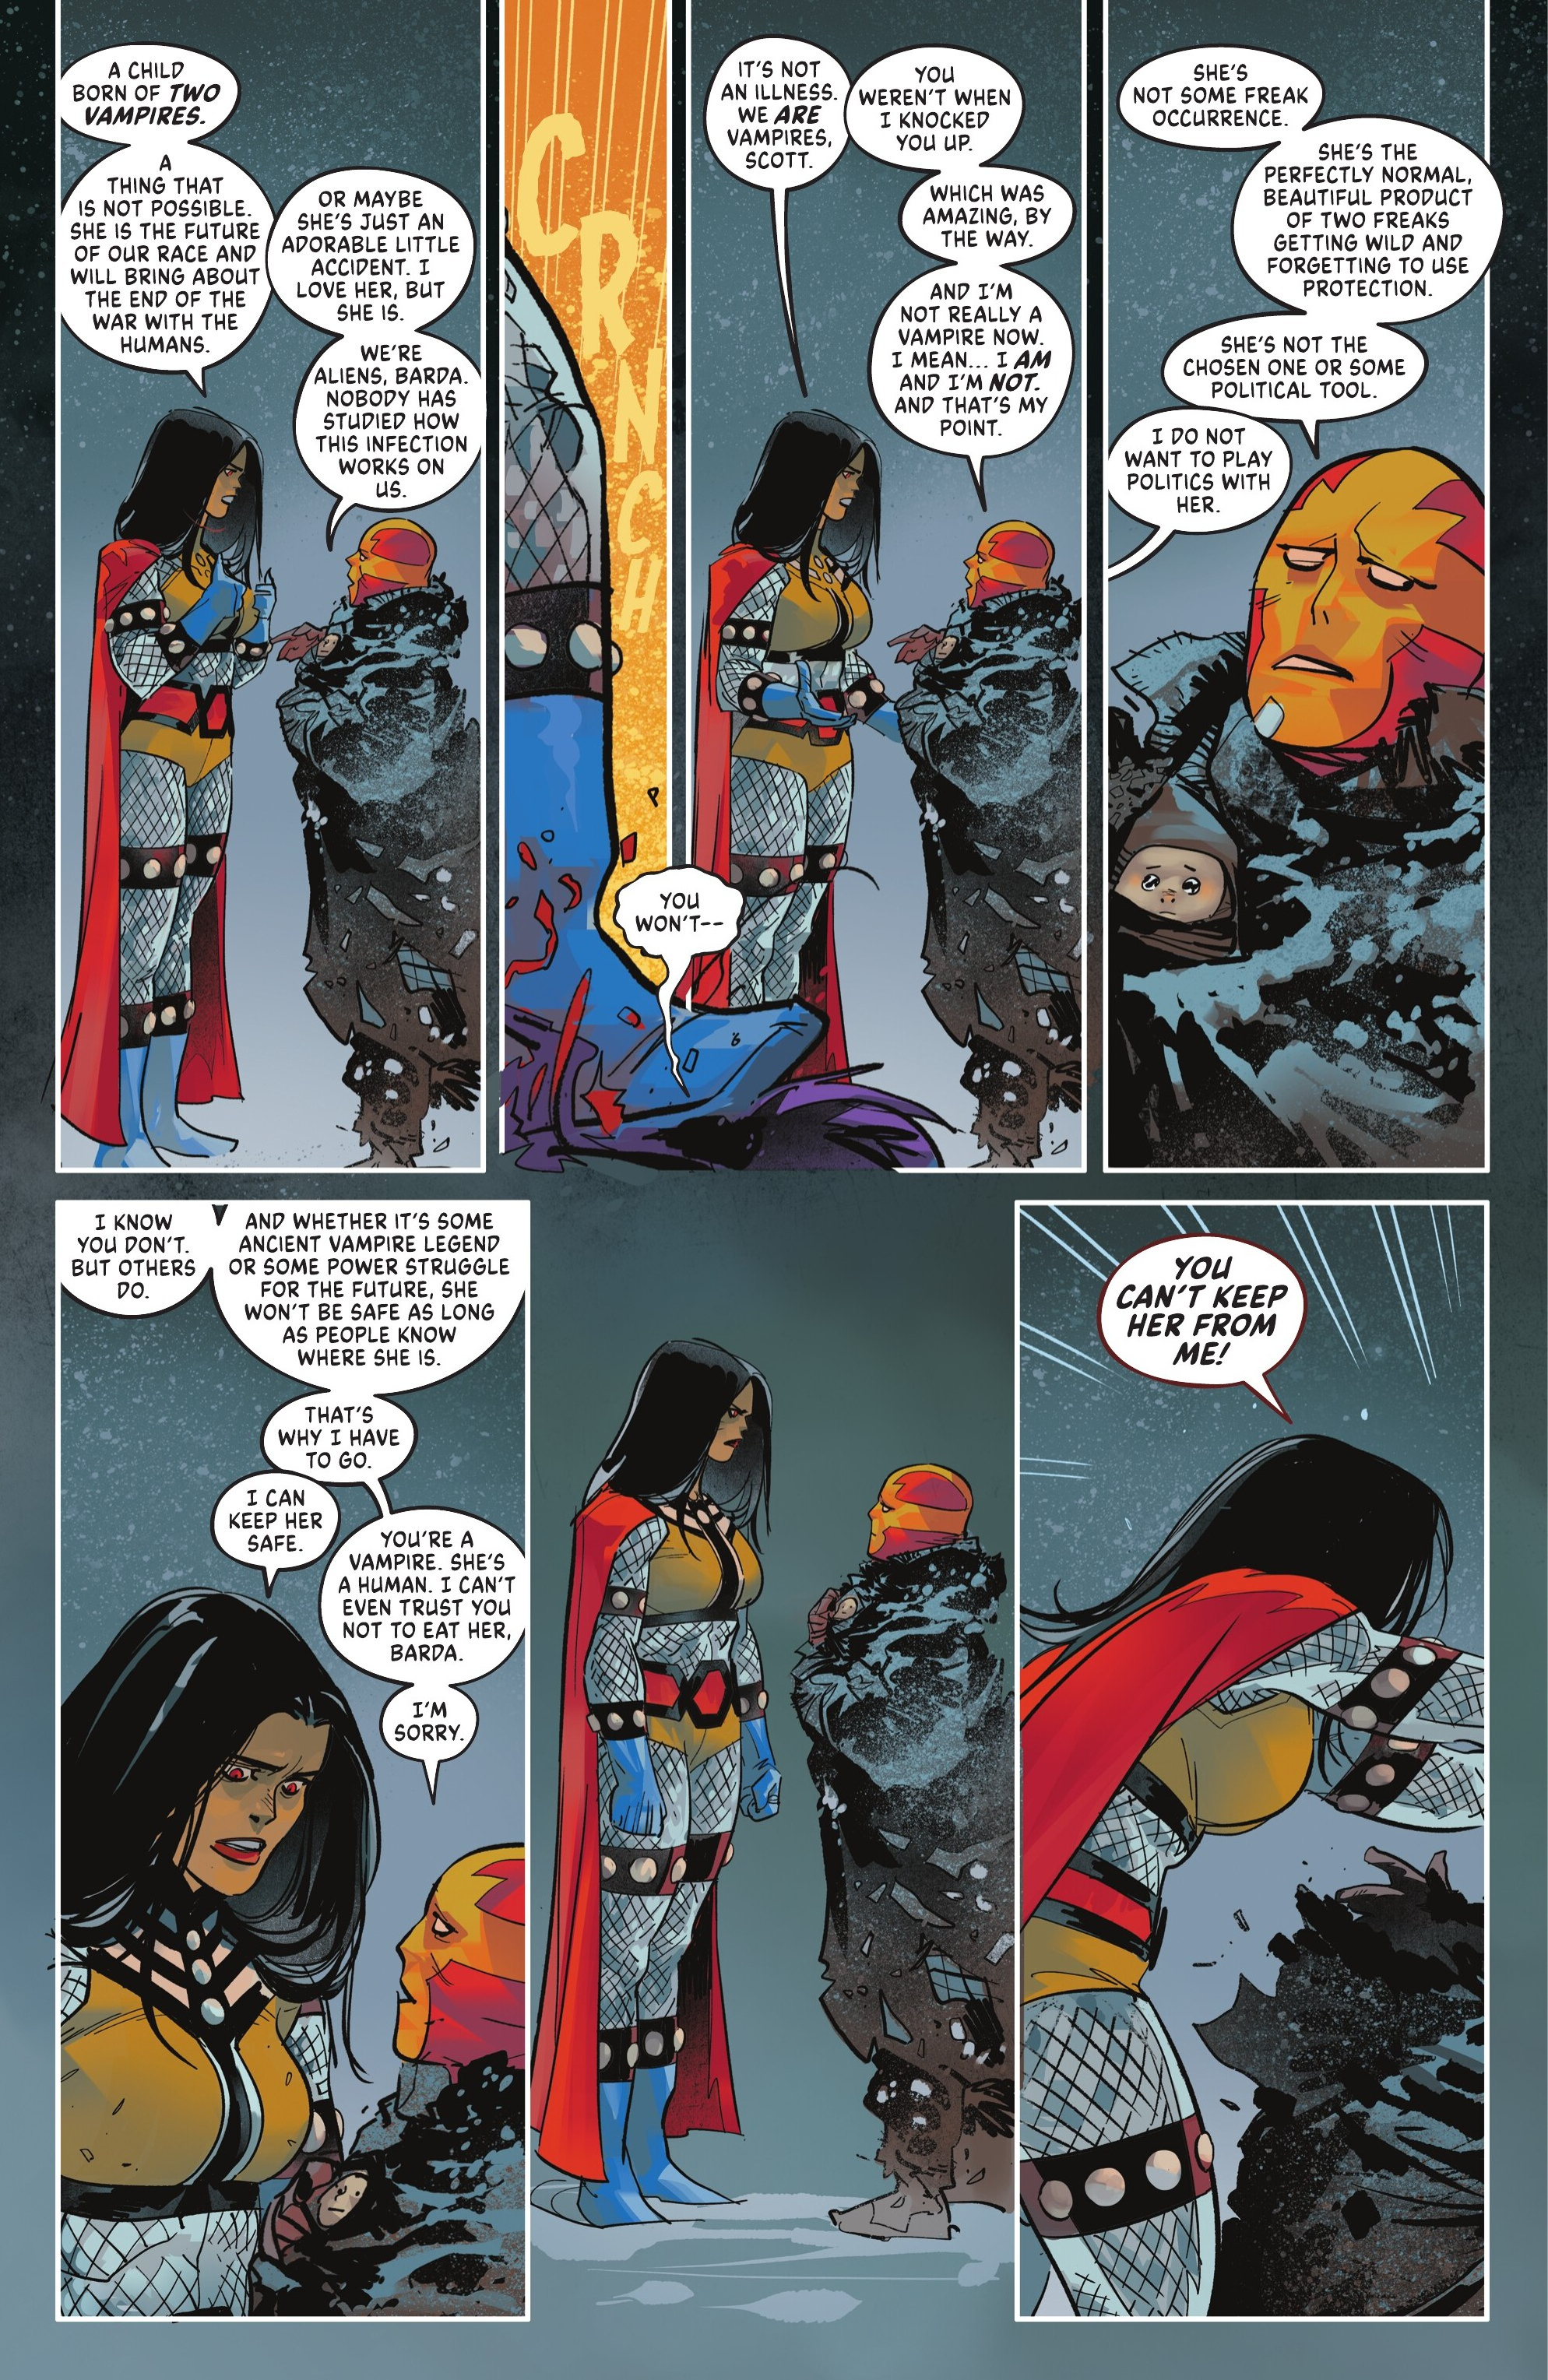 A CHILD
BORN OF TWO
VAMPIRES.
A
THING THAT
IS NOT POSSIBLE.
SHE IS THE FUTURE
OF OUR RACE AND
WILL BRING ABOUT
THE END OF THE
WAR WITH THE
HUMANS.
OR MAYBE
SHE'S JUST AN
ADORABLE LITTLE
ACCIDENT. I
LOVE HER, BUT
SHE IS.
WE'RE
ALIENS, BARDA.
NOBODY HAS
STUDIED HOW
THIS INFECTION
WORKS ON
US.
CRNCH
YOU
WON'T--
IT'S NOT
AN ILLNESS.
WE ARE
VAMPIRES,
SCOTT.
YOU
WEREN'T WHEN
I KNOCKED
YOU UP.
WHICH WAS
AMAZING, BY
THE WAY.
AND I'M
NOT REALLY A
VAMPIRE NOW.
I MEAN... I AM
AND I'M NOT.
AND THAT'S MY
POINT.
SHE'S
NOT SOME FREAK
OCCURRENCE.
SHE'S THE
PERFECTLY NORMAL,
BEAUTIFUL PRODUCT
OF TWO FREAKS
GETTING WILD AND
FORGETTING TO USE
PROTECTION.
SHE'S NOT THE
CHOSEN ONE OR SOME
POLITICAL TOOL.
I DO NOT
WANT TO PLAY
POLITICS WITH
HER.
I KNOW
YOU DON'T.
BUT OTHERS
DO.
AND WHETHER IT'S SOME
ANCIENT VAMPIRE LEGEND
OR SOME POWER STRUGGLE
FOR THE FUTURE, SHE
WON'T BE SAFE AS LONG
AS PEOPLE KNOW
WHERE SHE IS.
THAT'S
WHY I HAVE
TO GO.
I CAN
KEEP HER
SAFE.
YOU'RE A
VAMPIRE. SHE'S
A HUMAN. I CAN'T
EVEN TRUST YOU
NOT TO EAT HER,
BARDA.
I'M
SORRY.
YOU
CAN'T KEEP
HER FROM
ME!